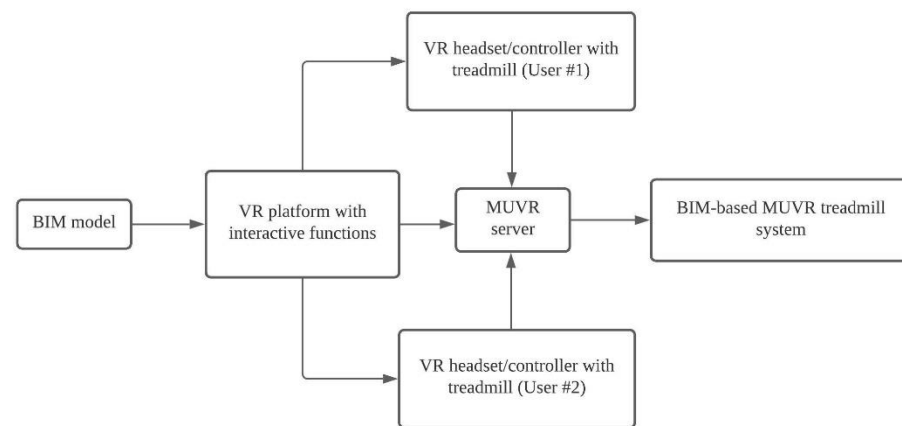 VR headset/controller with
treadmill (User #1)
BIM model
VR platform with
interactive functions
MUVR
server
BIM-based MUVR treadmill
system
VR headset/controller with
treadmill (User #2)